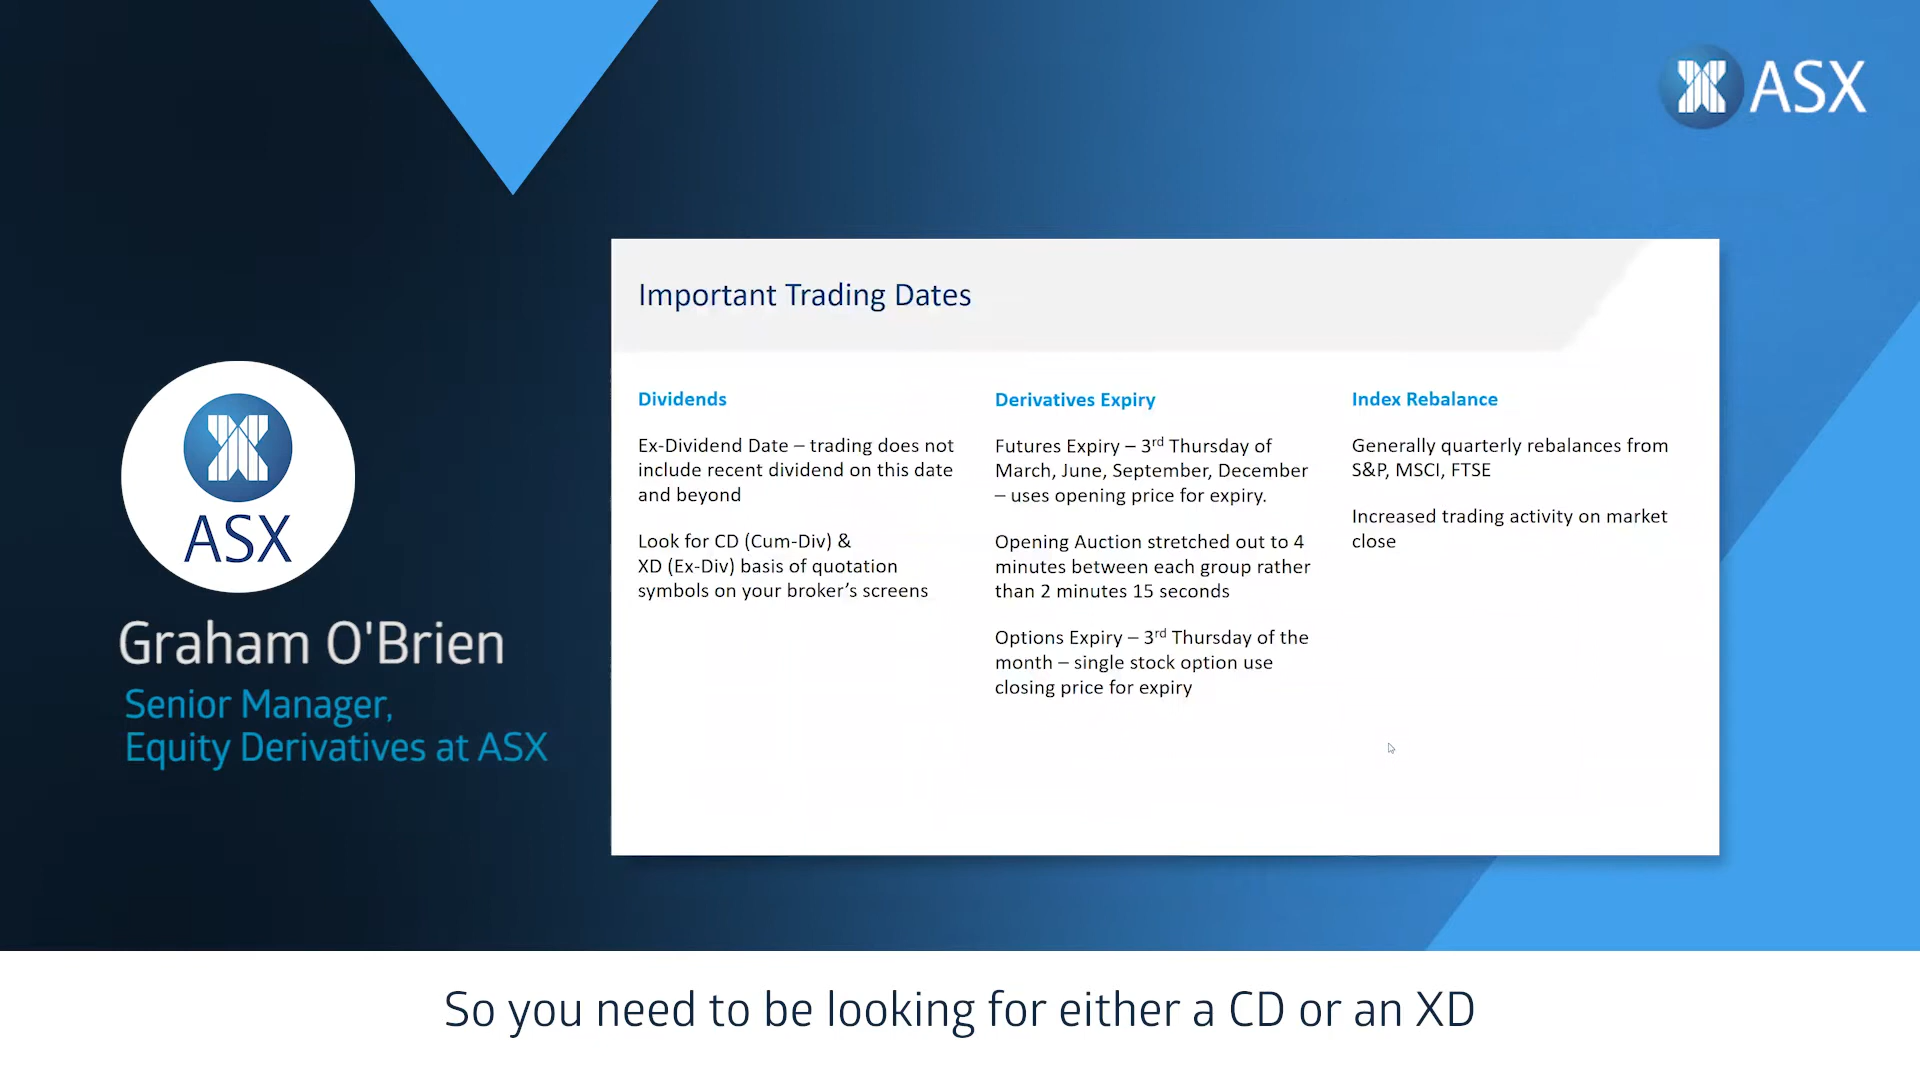 ASX
ASX
Graham O'Brien
Senior Manager,
Equity Derivatives at ASX
Important Trading Dates
Dividends
Ex-Dividend Date – trading does not
include recent dividend on this date
and beyond
Look for CD (Cum-Div) &
XD (Ex-Div) basis of quotation
symbols on your broker's screens
Derivatives Expiry
Futures Expiry – 3rd Thursday of
March, June, September, December
– uses opening price for expiry.
Opening Auction stretched out to 4
minutes between each group rather
than 2 minutes 15 seconds
Options Expiry – 3rd Thursday of the
month – single stock option use
closing price for expiry
Index Rebalance
Generally quarterly rebalances from
S&P, MSCI, FTSE
Increased trading activity on market
close
So you need to be looking for either a CD or an XD